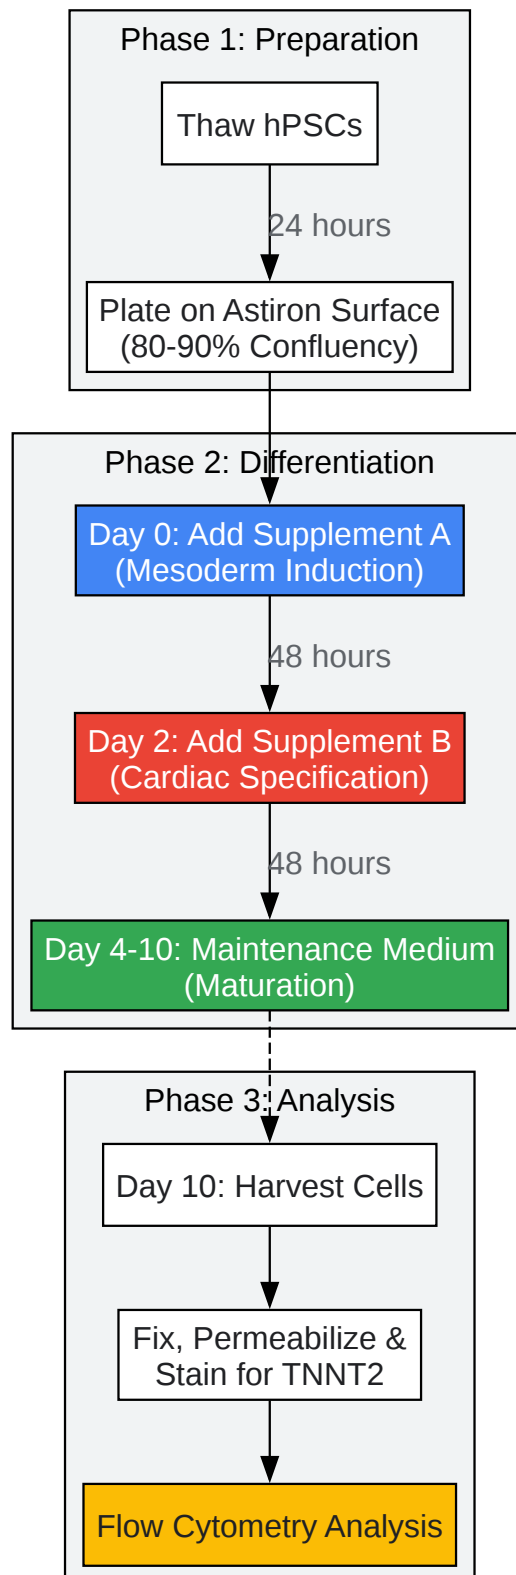 Phase 1: Preparation
Thaw hPSCs
24 hours
Plate on Astiron Surface
(80-90% Confluency)
Phase 2: Differentiation
Day 0: Add Supplement A
(Mesoderm Induction)
48 hours
Day 2: Add Supplement B
(Cardiac Specification)
48 hours
Day 4-10: Maintenance Medium
(Maturation)
Phase 3: Analysis
Day 10: Harvest Cells
Fix, Permeabilize &
Stain for TNNT2
Flow Cytometry Analysis